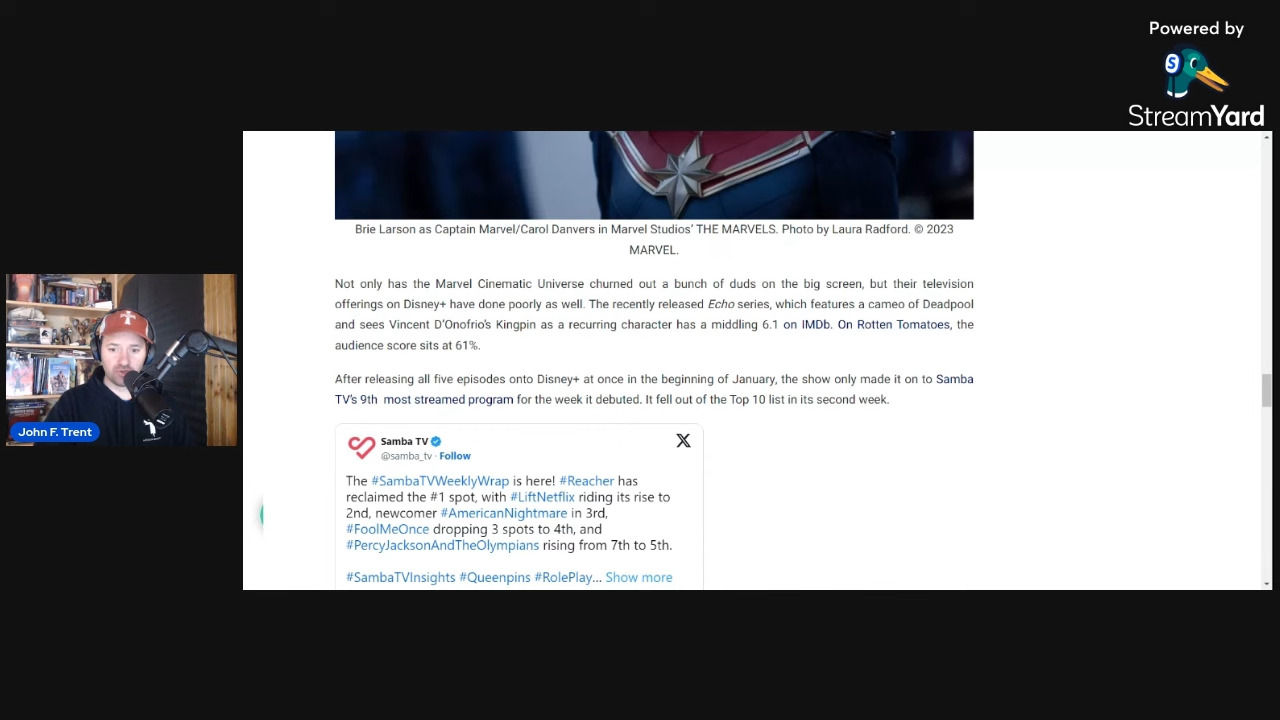 Powered by
StreamYard
Brie Larson as Captain Marvel/Carol Danvers in Marvel Studios’ THE MARVELS. Photo by Laura Radford. © 2023
MARVEL.
Not only has the Marvel Cinematic Universe churned out a bunch of duds on the big screen, but their television
offerings on Disney+ have done poorly as well. The recently released Echo series, which features a cameo of Deadpool
and sees Vincent D’Onofrio’s Kingpin as a recurring character has a middling 6.1 on IMDb. On Rotten Tomatoes, the
audience score sits at 61%.
After releasing all five episodes onto Disney+ at once in the beginning of January, the show only made it on to Samba
TV’s 9th most streamed program for the week it debuted. It fell out of the Top 10 list in its second week.
Samba TV
@samba_tv · Follow
The #SambaTVWeeklyWrap is here! #Reacher has
reclaimed the #1 spot, with #LiftNetflix riding its rise to
2nd, newcomer #AmericanNightmare in 3rd,
#FoolMeOnce dropping 3 spots to 4th, and
#PercyJacksonAndTheOlympians rising from 7th to 5th.
#SambaTVInsights #Queenpins #RolePlay… Show more
John F. Trent